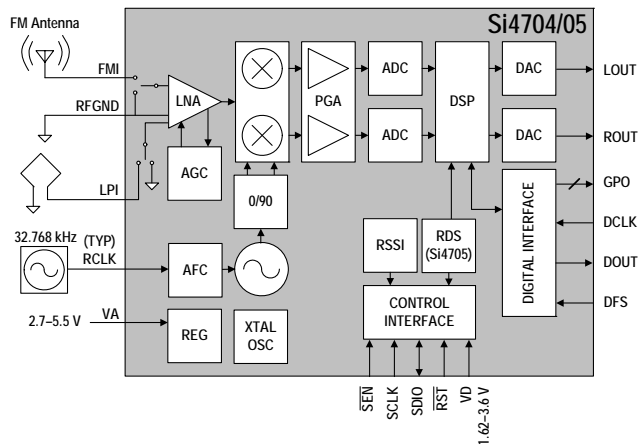 Si4704/05
FM Antenna
FMI
RFGND
LPI
32.768 kHz (TYP)
RCLK
VA
2.7–5.5 V
LNA
AGC
0/90
AFC
REG
XTAL
OSC
PGA
ADC
ADC
DSP
DAC
DAC
RSSI
RDS
(Si4705)
CONTROL
INTERFACE
DIGITAL INTERFACE
LOUT
ROUT
GPO
DCLK
DOUT
DFS
SEN
SCLK
SDIO
RST
VD
1.62–3.6 V